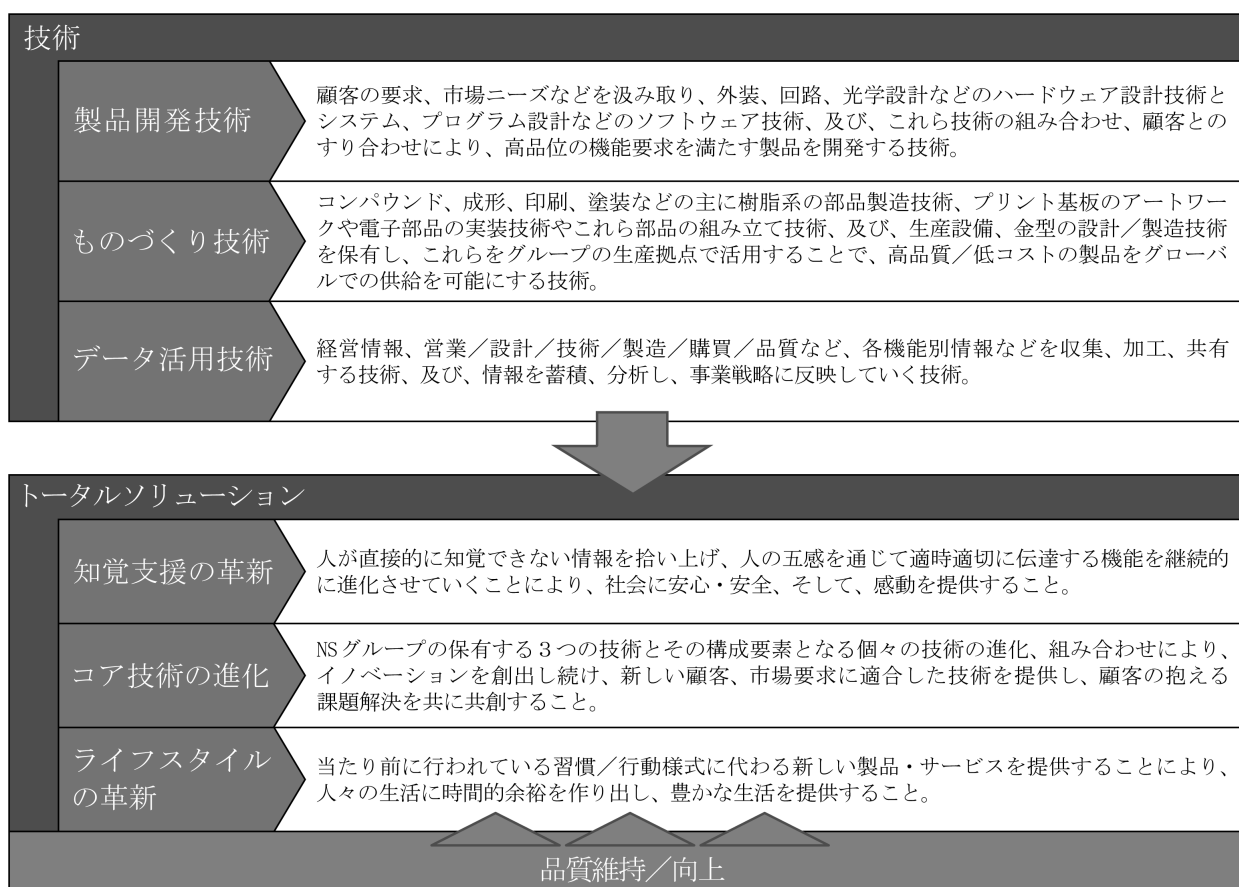 技術
製品開発技術
顧客の要求、市場ニーズなどを汲み取り、外装、回路、光学設計などのハードウェア設計技術と
システム、プログラム設計などのソフトウェア技術、及び、これら技術の組み合わせ、顧客との
すり合わせにより、高品位の機能要求を満たす製品を開発する技術。
ものづくり技術
コンパウンド、成形、印刷、塗装などの主に樹脂系の部品製造技術、プリント基板のアートワー
クや電子部品の実装技術やこれら部品の組み立て技術、及び、生産設備、金型の設計／製造技術
を保有し、これらをグループの生産拠点で活用することで、高品質／低コストの製品をグローバ
ルでの供給を可能にする技術。
データ活用技術
経営情報、営業／設計／技術／製造／購買／品質など、各機能別情報などを収集、加工、共有
する技術、及び、情報を蓄積、分析し、事業戦略に反映していく技術。
トータルソリューション
知覚支援の革新
人が直接的に知覚できない情報を拾い上げ、人の五感を通じて適時適切に伝達する機能を継続的
に進化させていくことにより、社会に安心・安全、そして、感動を提供すること。
コア技術の進化
NSグループの保有する３つの技術とその構成要素となる個々の技術の進化、組み合わせにより、
イノベーションを創出し続け、新しい顧客、市場要求に適合した技術を提供し、顧客の抱える
課題解決を共に共創すること。
ライフスタイル
の革新
当たり前に行われている習慣／行動様式に代わる新しい製品・サービスを提供することにより、
人々の生活に時間的余裕を作り出し、豊かな生活を提供すること。
品質維持／向上